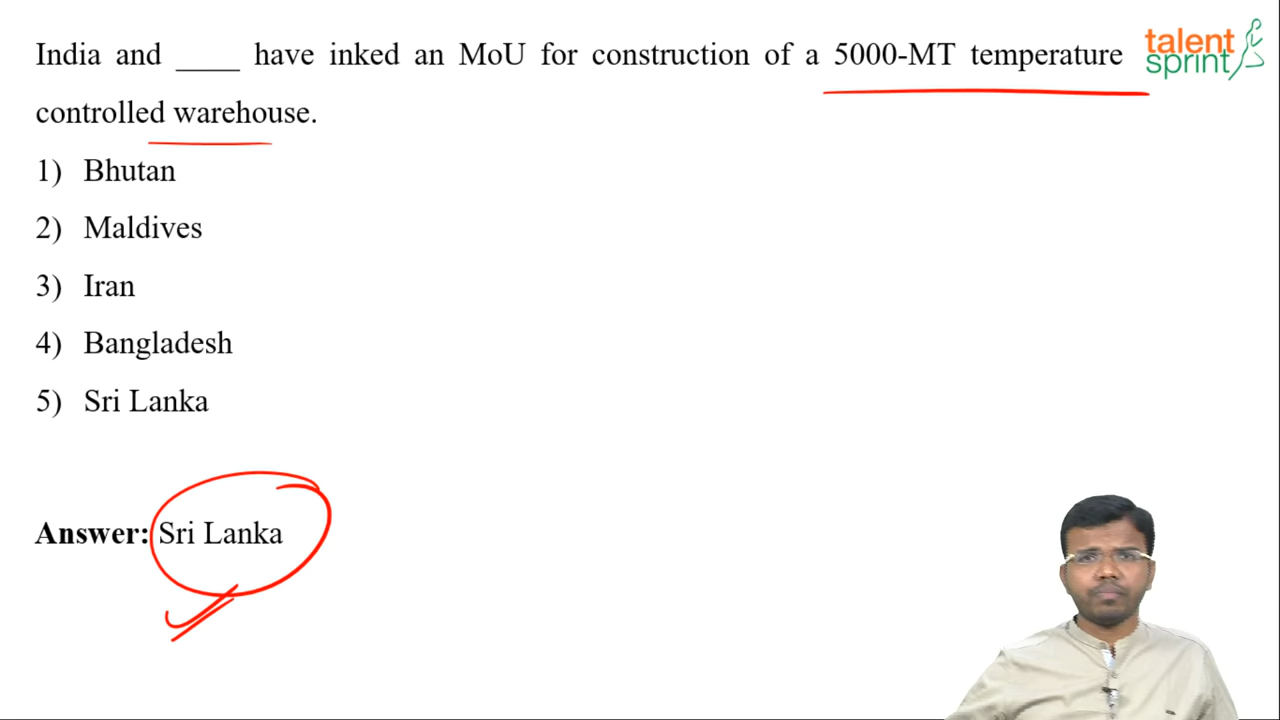 India and ____ have inked an MoU for construction of a 5000-MT temperature
controlled warehouse.
1) Bhutan
2) Maldives
3) Iran
4) Bangladesh
5) Sri Lanka
Answer: Sri Lanka
talent
sprint